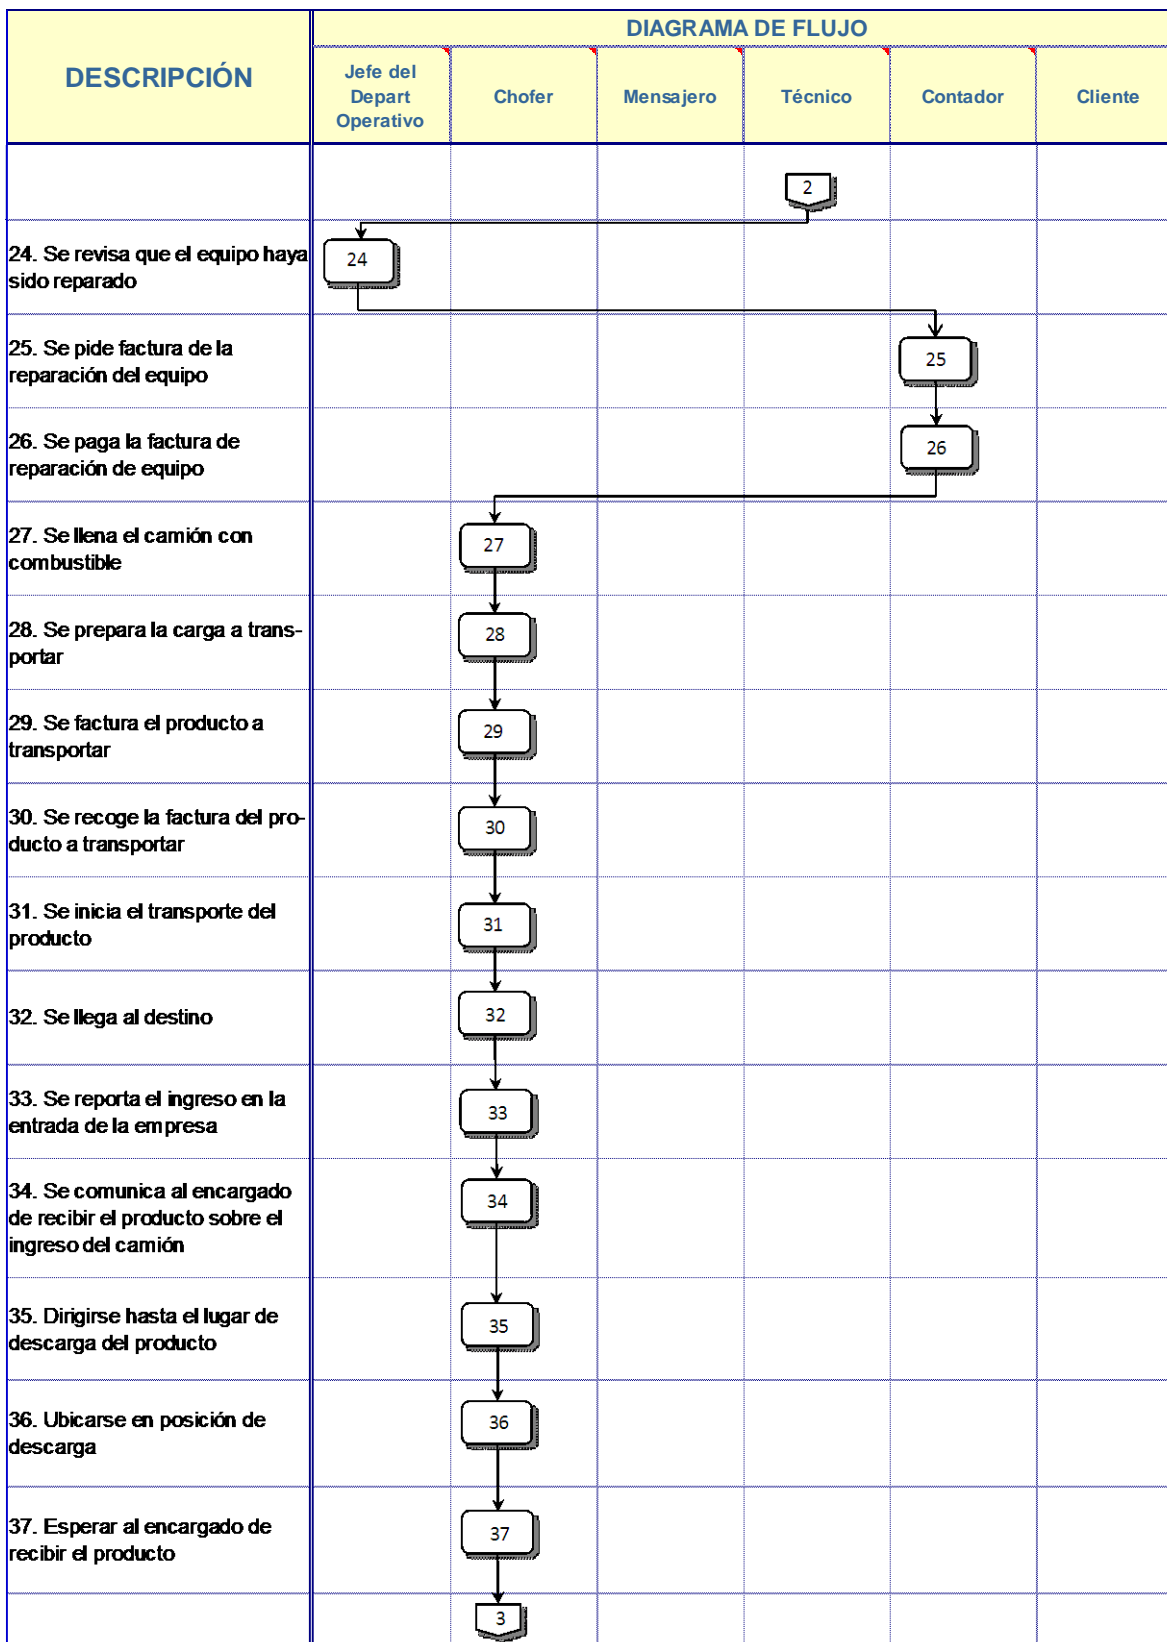 DIAGRAMA DE FLUJO
DESCRIPCIÓN
Jefe del
Depart
Operativo
Chofer
Mensajero
Técnico
Contador
Cliente
2
24. Se revisa que el equipo haya
sido reparado
24
25. Se pide factura de la
reparación del equipo
25
26. Se paga la factura de
reparación de equipo
26
27. Se llena el camión con
combustible
27
28. Se prepara la carga a trans-
portar
28
29. Se factura el producto a
transportar
29
30. Se recoge la factura del pro-
ducto a transportar
30
31. Se inicia el transporte del
producto
31
32. Se llega al destino
32
33. Se reporta el ingreso en la
entrada de la empresa
33
34. Se comunica al encargado
de recibir el producto sobre el
ingreso del camión
34
35. Dirigirse hasta el lugar de
descarga del producto
35
36. Ubicarse en posición de
descarga
36
37. Esperar al encargado de
recibir el producto
37
3